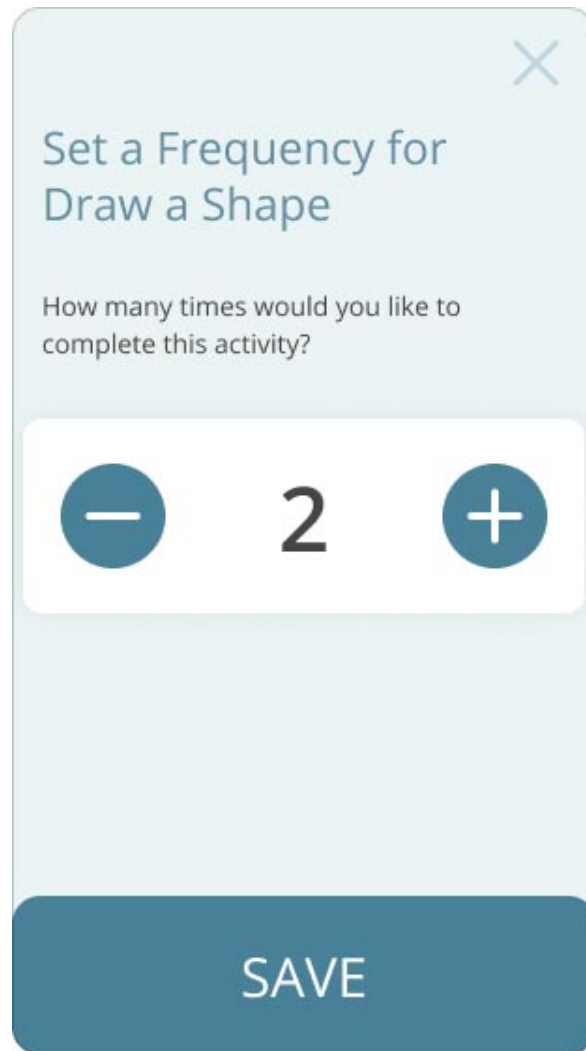 Set a Frequency for
Draw a Shape
How many times would you like to
complete this activity?
2
SAVE